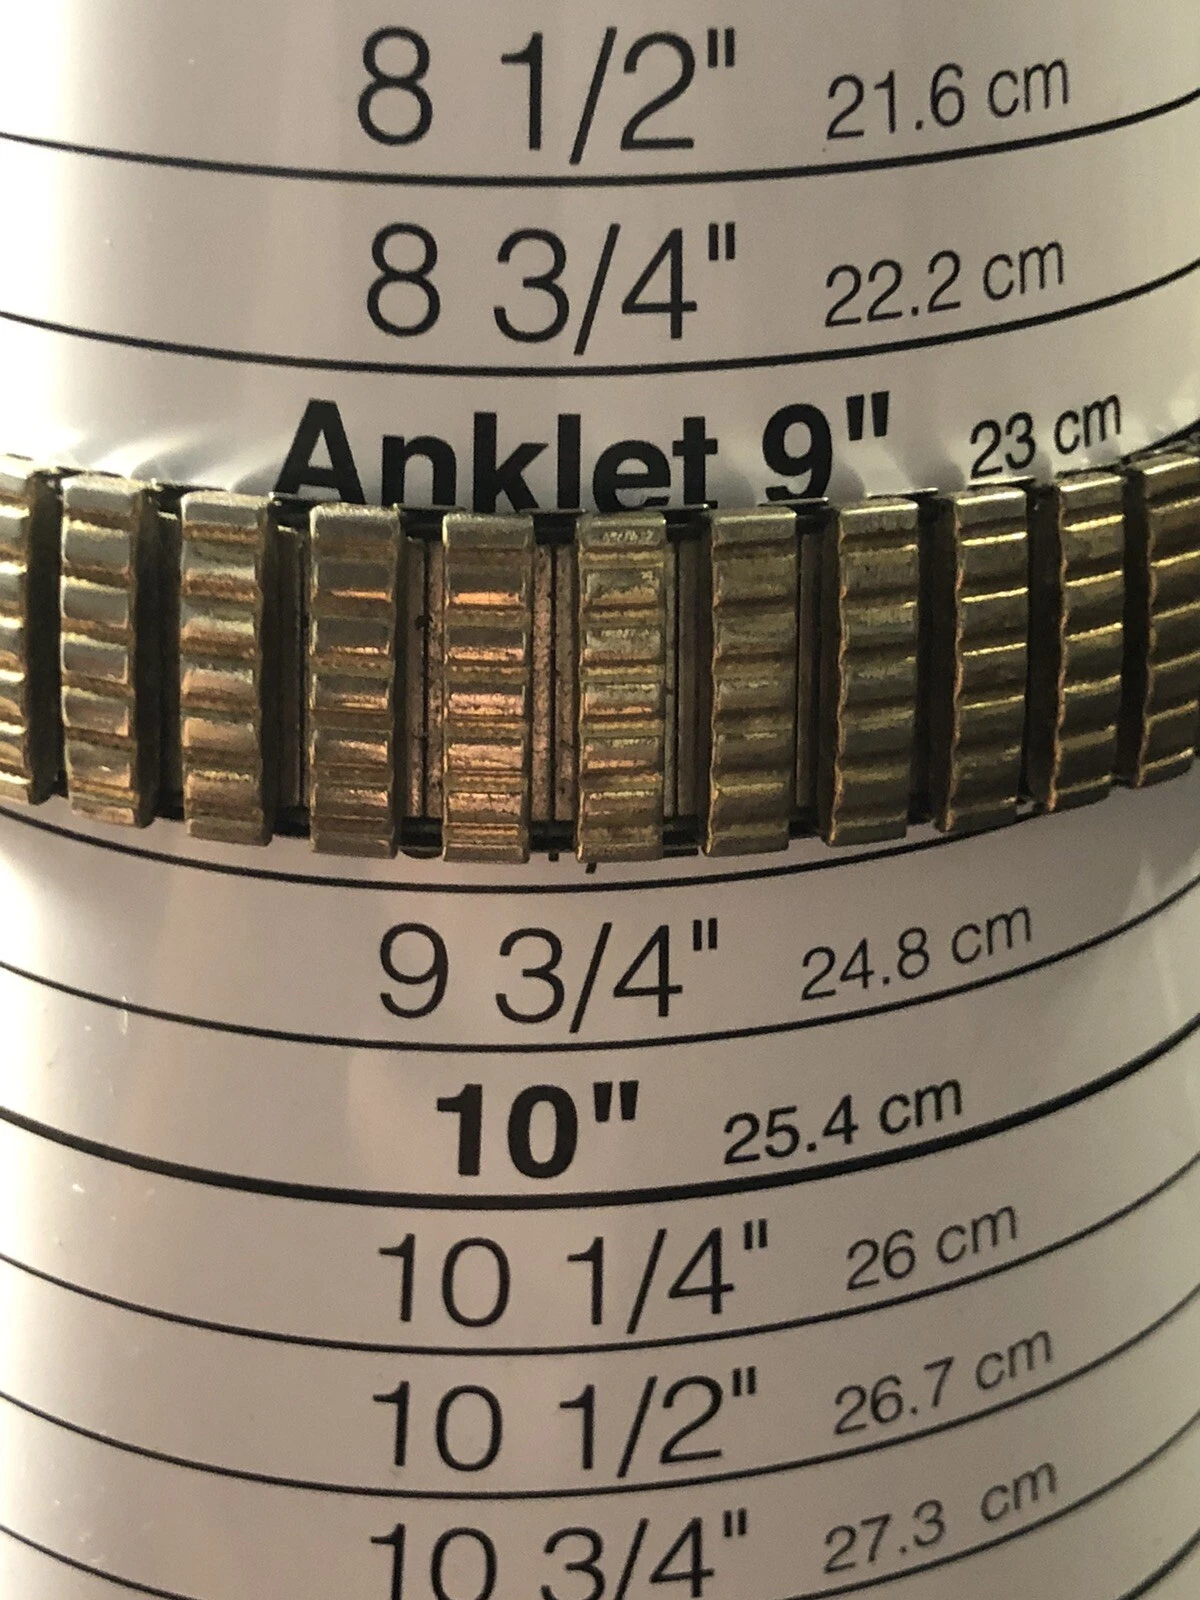 8 1/2" 21.6 cm
8 3/4" 22.2 cm
Anklet 9" 23 cm
9 3/4" 24.8 cm
10" 25.4 cm
10 1/4" 26 cm
10 1/2" 26.7 cm
10 3/4" 27.3 cm